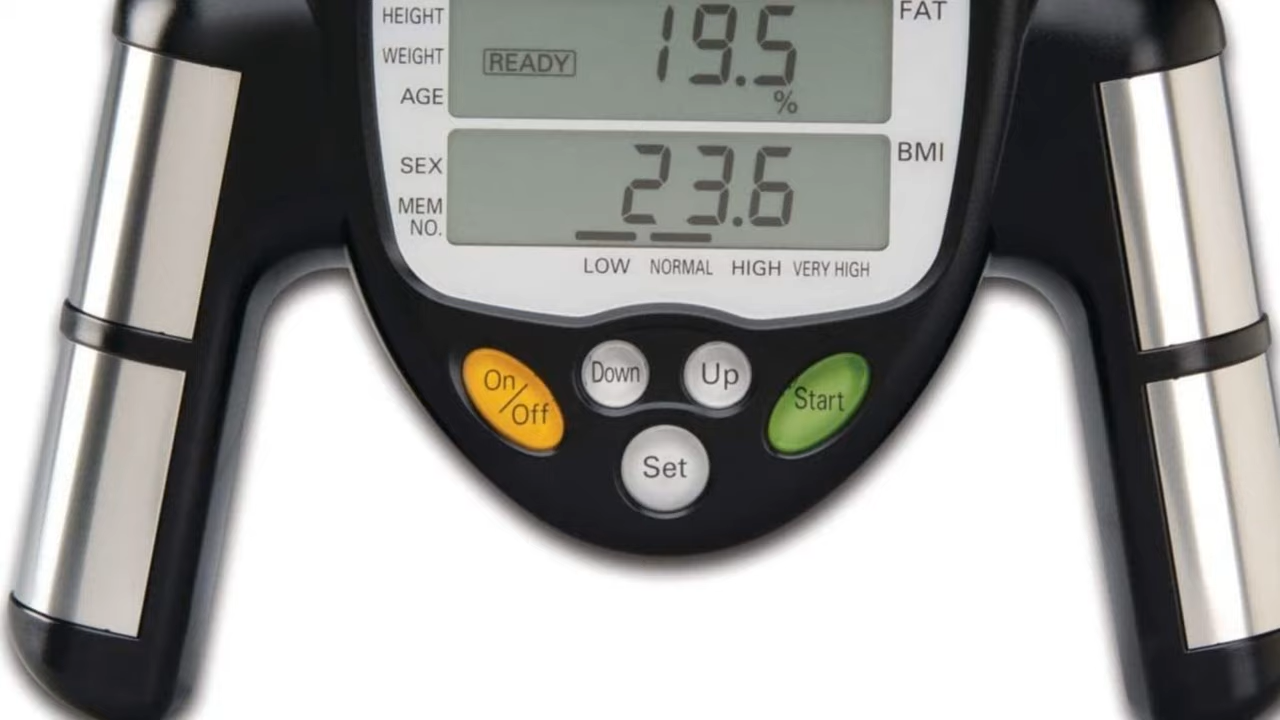 HEIGHT
WEIGHT
AGE
READY
19.5
%
FAT
SEX
MEM
NO.
23.6
BMI
LOW NORMAL HIGH VERY HIGH
On/Off
Down
Up
Start
Set